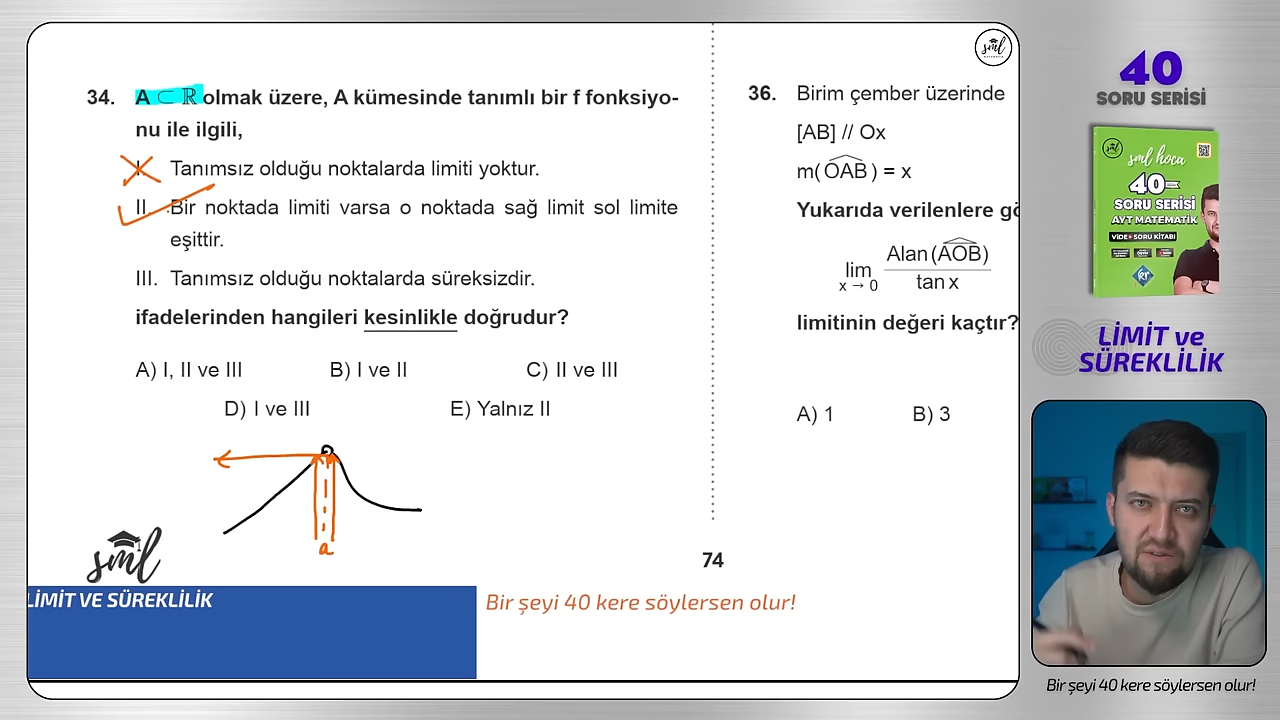 34. A ⊂ ℝ olmak üzere, A kümesinde tanımlı bir f fonksiyo-
nu ile ilgili,
I. Tanımsız olduğu noktalarda limiti yoktur.
II. Bir noktada limiti varsa o noktada sağ limit sol limite
eşittir.
III. Tanımsız olduğu noktalarda süreksizdir.
ifadelerinden hangileri kesinlikle doğrudur?
A) I, II ve III B) I ve II C) II ve III
D) I ve III E) Yalnız II
a
sml
LİMİT VE SÜREKLİLİK
74
Bir şeyi 40 kere söylersen olur!
sml
36. Birim çember üzerinde
[AB] // Ox
m(OAB) = x
Yukarıda verilenlere gö
lim x → 0 Alan(AOB) / tan x
limitinin değeri kaçtır?
A) 1 B) 3
40
SORU SERİSİ
sml hoca
40
SORU SERİSİ
AYT MATEMATİK
VİDEO SORU KİTABI
kr
LİMİT ve
SÜREKLİLİK
Bir şeyi 40 kere söylersen olur!